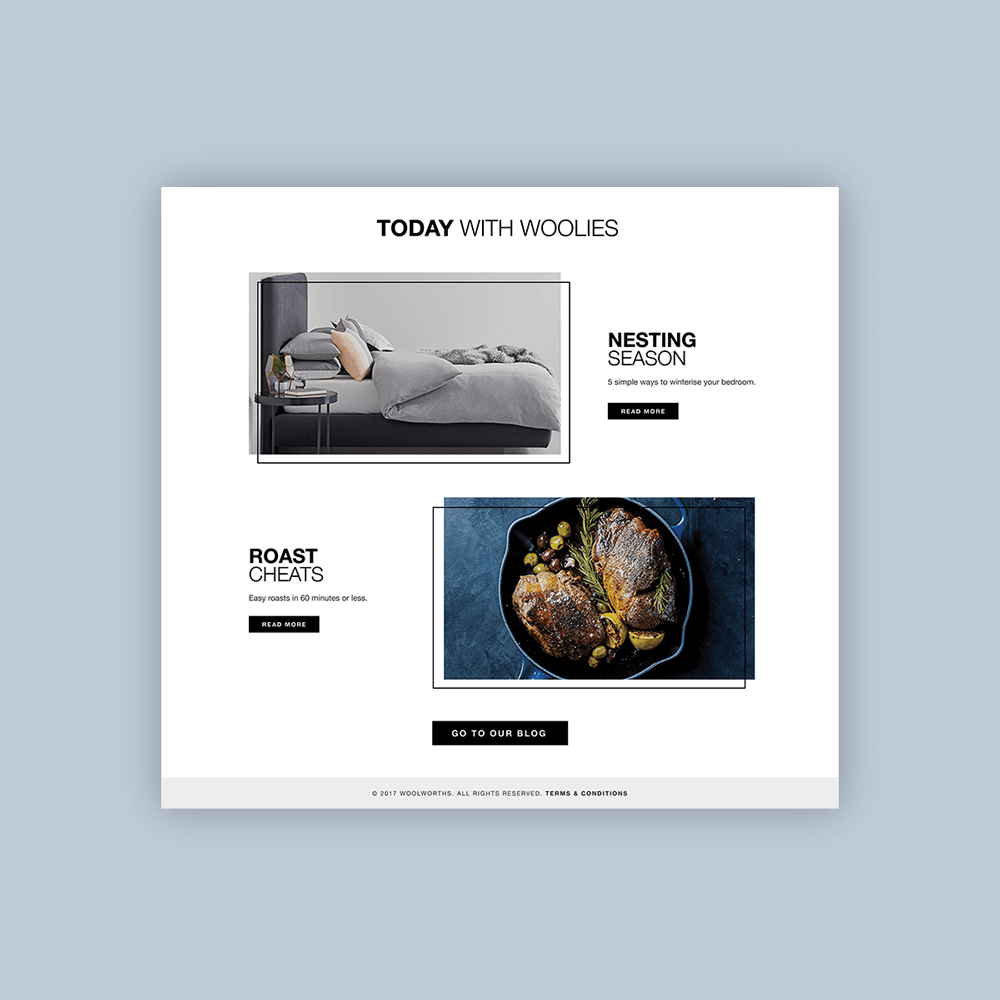 TODAY WITH WOOLIES
NESTING
SEASON
5 simple ways to winterise your bedroom.
READ MORE
ROAST
CHEATS
Easy roasts in 60 minutes or less.
READ MORE
GO TO OUR BLOG
© 2017 WOOLWORTHS. ALL RIGHTS RESERVED. TERMS & CONDITIONS